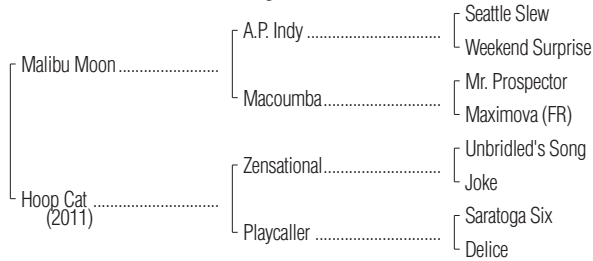 Seattle Slew
A.P. Indy ..........................
Weekend Surprise
Malibu Moon ........................
Mr. Prospector
Macoumba ..........................
Maximova (FR)
Unbridled's Song
Zensational ........................
Joke
Hoop Cat ..........................
(2011)
Saratoga Six
Playcaller ..........................
Delice